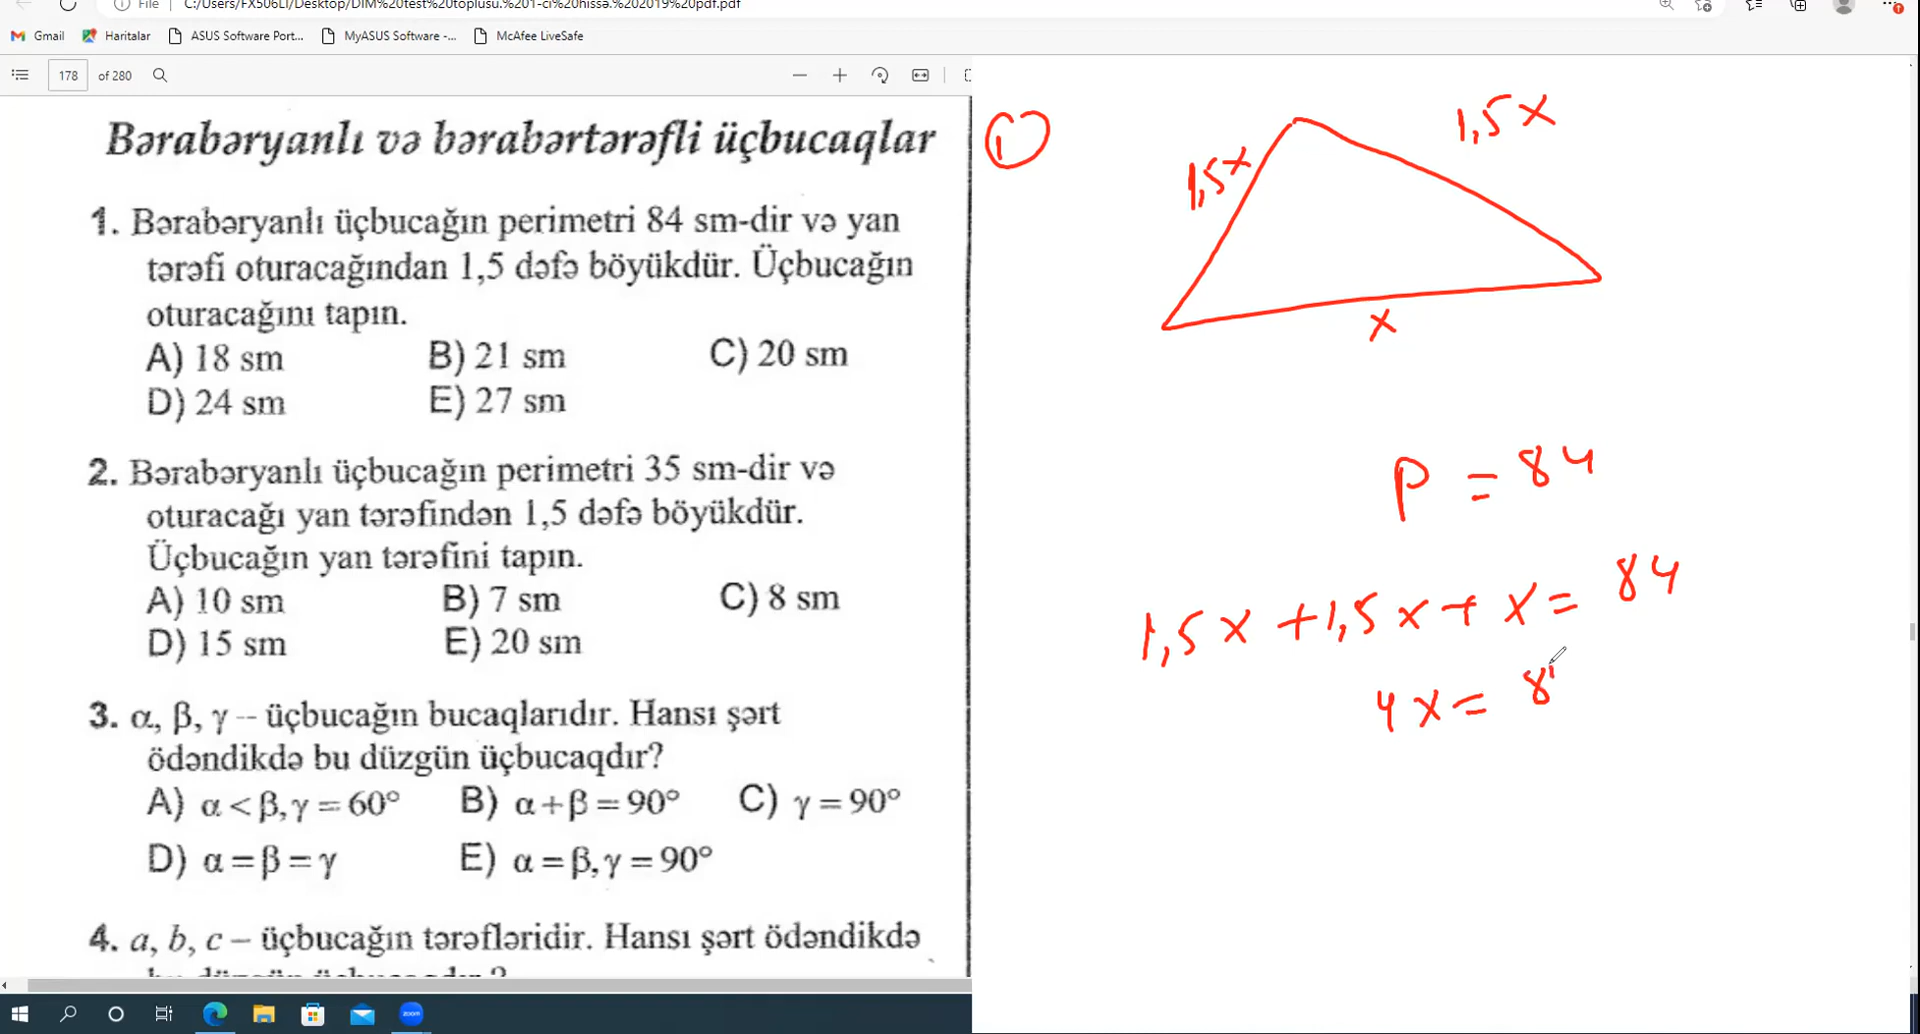 File | C:/Users/FX506LI/Desktop/DIM%20test%20toplusu.%201-ci%20hissə.%202019%20pdf.pdf
Gmail Haritalar ASUS Software Port... MyASUS Software -... McAfee LiveSafe
178 of 280
Bərabəryanlı və bərabərtərəfli üçbucaqlar
1. Bərabəryanlı üçbucağın perimetri 84 sm-dir və yan
tərəfi oturacağından 1,5 dəfə böyükdür. Üçbucağın
oturacağını tapın.
A) 18 sm B) 21 sm C) 20 sm
D) 24 sm E) 27 sm
2. Bərabəryanlı üçbucağın perimetri 35 sm-dir və
oturacağı yan tərəfindən 1,5 dəfə böyükdür.
Üçbucağın yan tərəfini tapın.
A) 10 sm B) 7 sm C) 8 sm
D) 15 sm E) 20 sm
3. α, β, γ – üçbucağın bucaqlarıdır. Hansı şərt
ödəndikdə bu düzgün üçbucaqdır?
A) α < β, γ = 60° B) α + β = 90° C) γ = 90°
D) α = β = γ E) α = β, γ = 90°
4. a, b, c – üçbucağın tərəfləridir. Hansı şərt ödəndikdə
zoom
1
1,5x
1,5x
x
P = 84
1,5x + 1,5x + x = 84
4x = 8